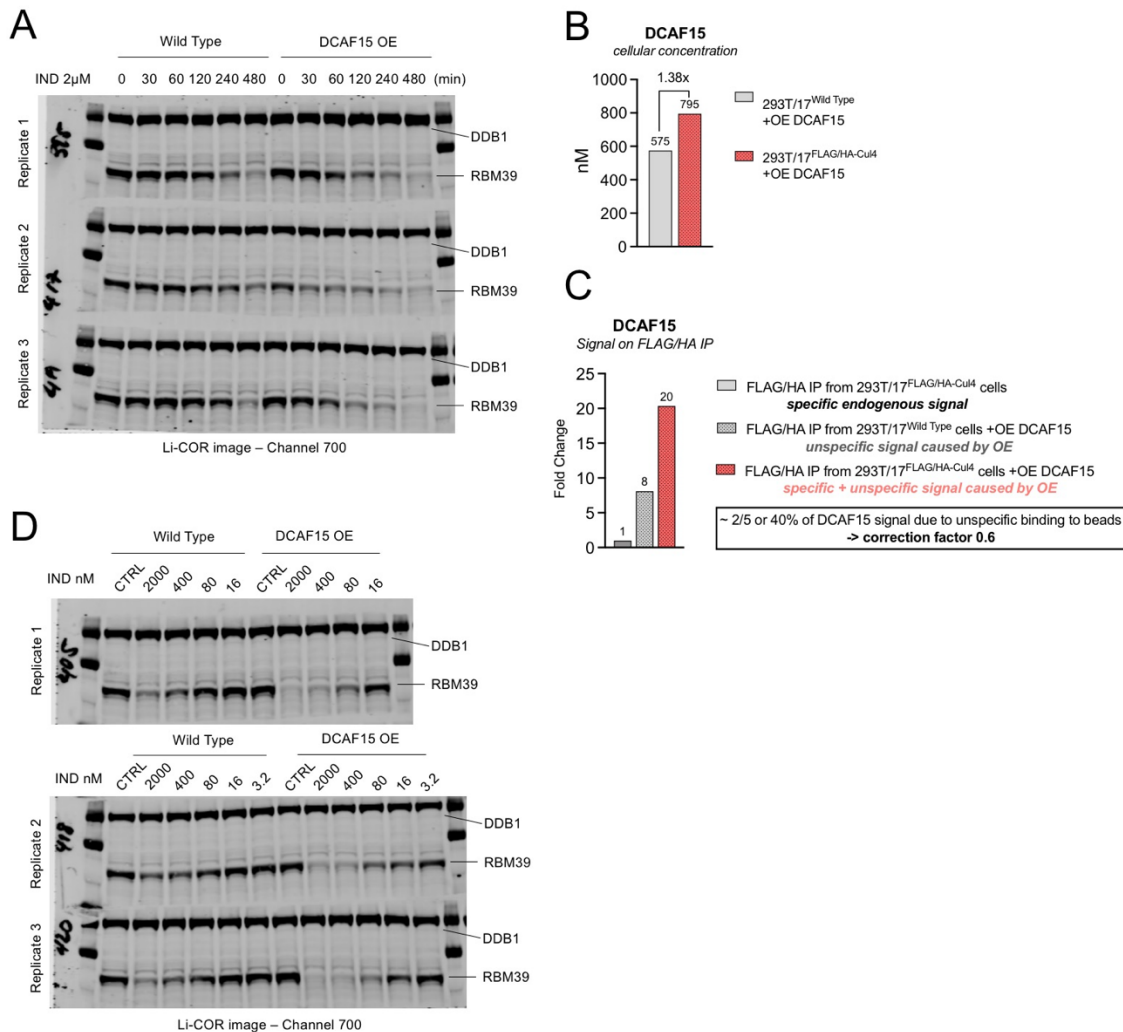 A
Wild Type DCAF15 OE
IND 2µM 0 30 60 120 240 480 0 30 60 120 240 480 (min)
Replicate 1
DDB1
RBM39
Replicate 2
DDB1
RBM39
417
Replicate 3
DDB1
RBM39
419
Li-COR image – Channel 700
B
DCAF15
cellular concentration
1000
800
600
400
200
0
nM
1.38x
575
795
293T/17Wild Type
+OE DCAF15
293T/17FLAG/HA-Cul4
+OE DCAF15
C
DCAF15
Signal on FLAG/HA IP
25
20
15
10
5
0
Fold Change
1
8
20
FLAG/HA IP from 293T/17FLAG/HA-Cul4 cells
specific endogenous signal
FLAG/HA IP from 293T/17Wild Type cells +OE DCAF15
unspecific signal caused by OE
FLAG/HA IP from 293T/17FLAG/HA-Cul4 cells +OE DCAF15
specific + unspecific signal caused by OE
~ 2/5 or 40% of DCAF15 signal due to unspecific binding to beads
-> correction factor 0.6
D
Wild Type DCAF15 OE
IND nM CTRL 2000 400 80 16 CTRL 2000 400 80 16
Replicate 1
405
DDB1
RBM39
Wild Type DCAF15 OE
IND nM CTRL 2000 400 80 16 3.2 CTRL 2000 400 80 16 3.2
Replicate 2
418
DDB1
RBM39
Replicate 3
420
DDB1
RBM39
Li-COR image – Channel 700